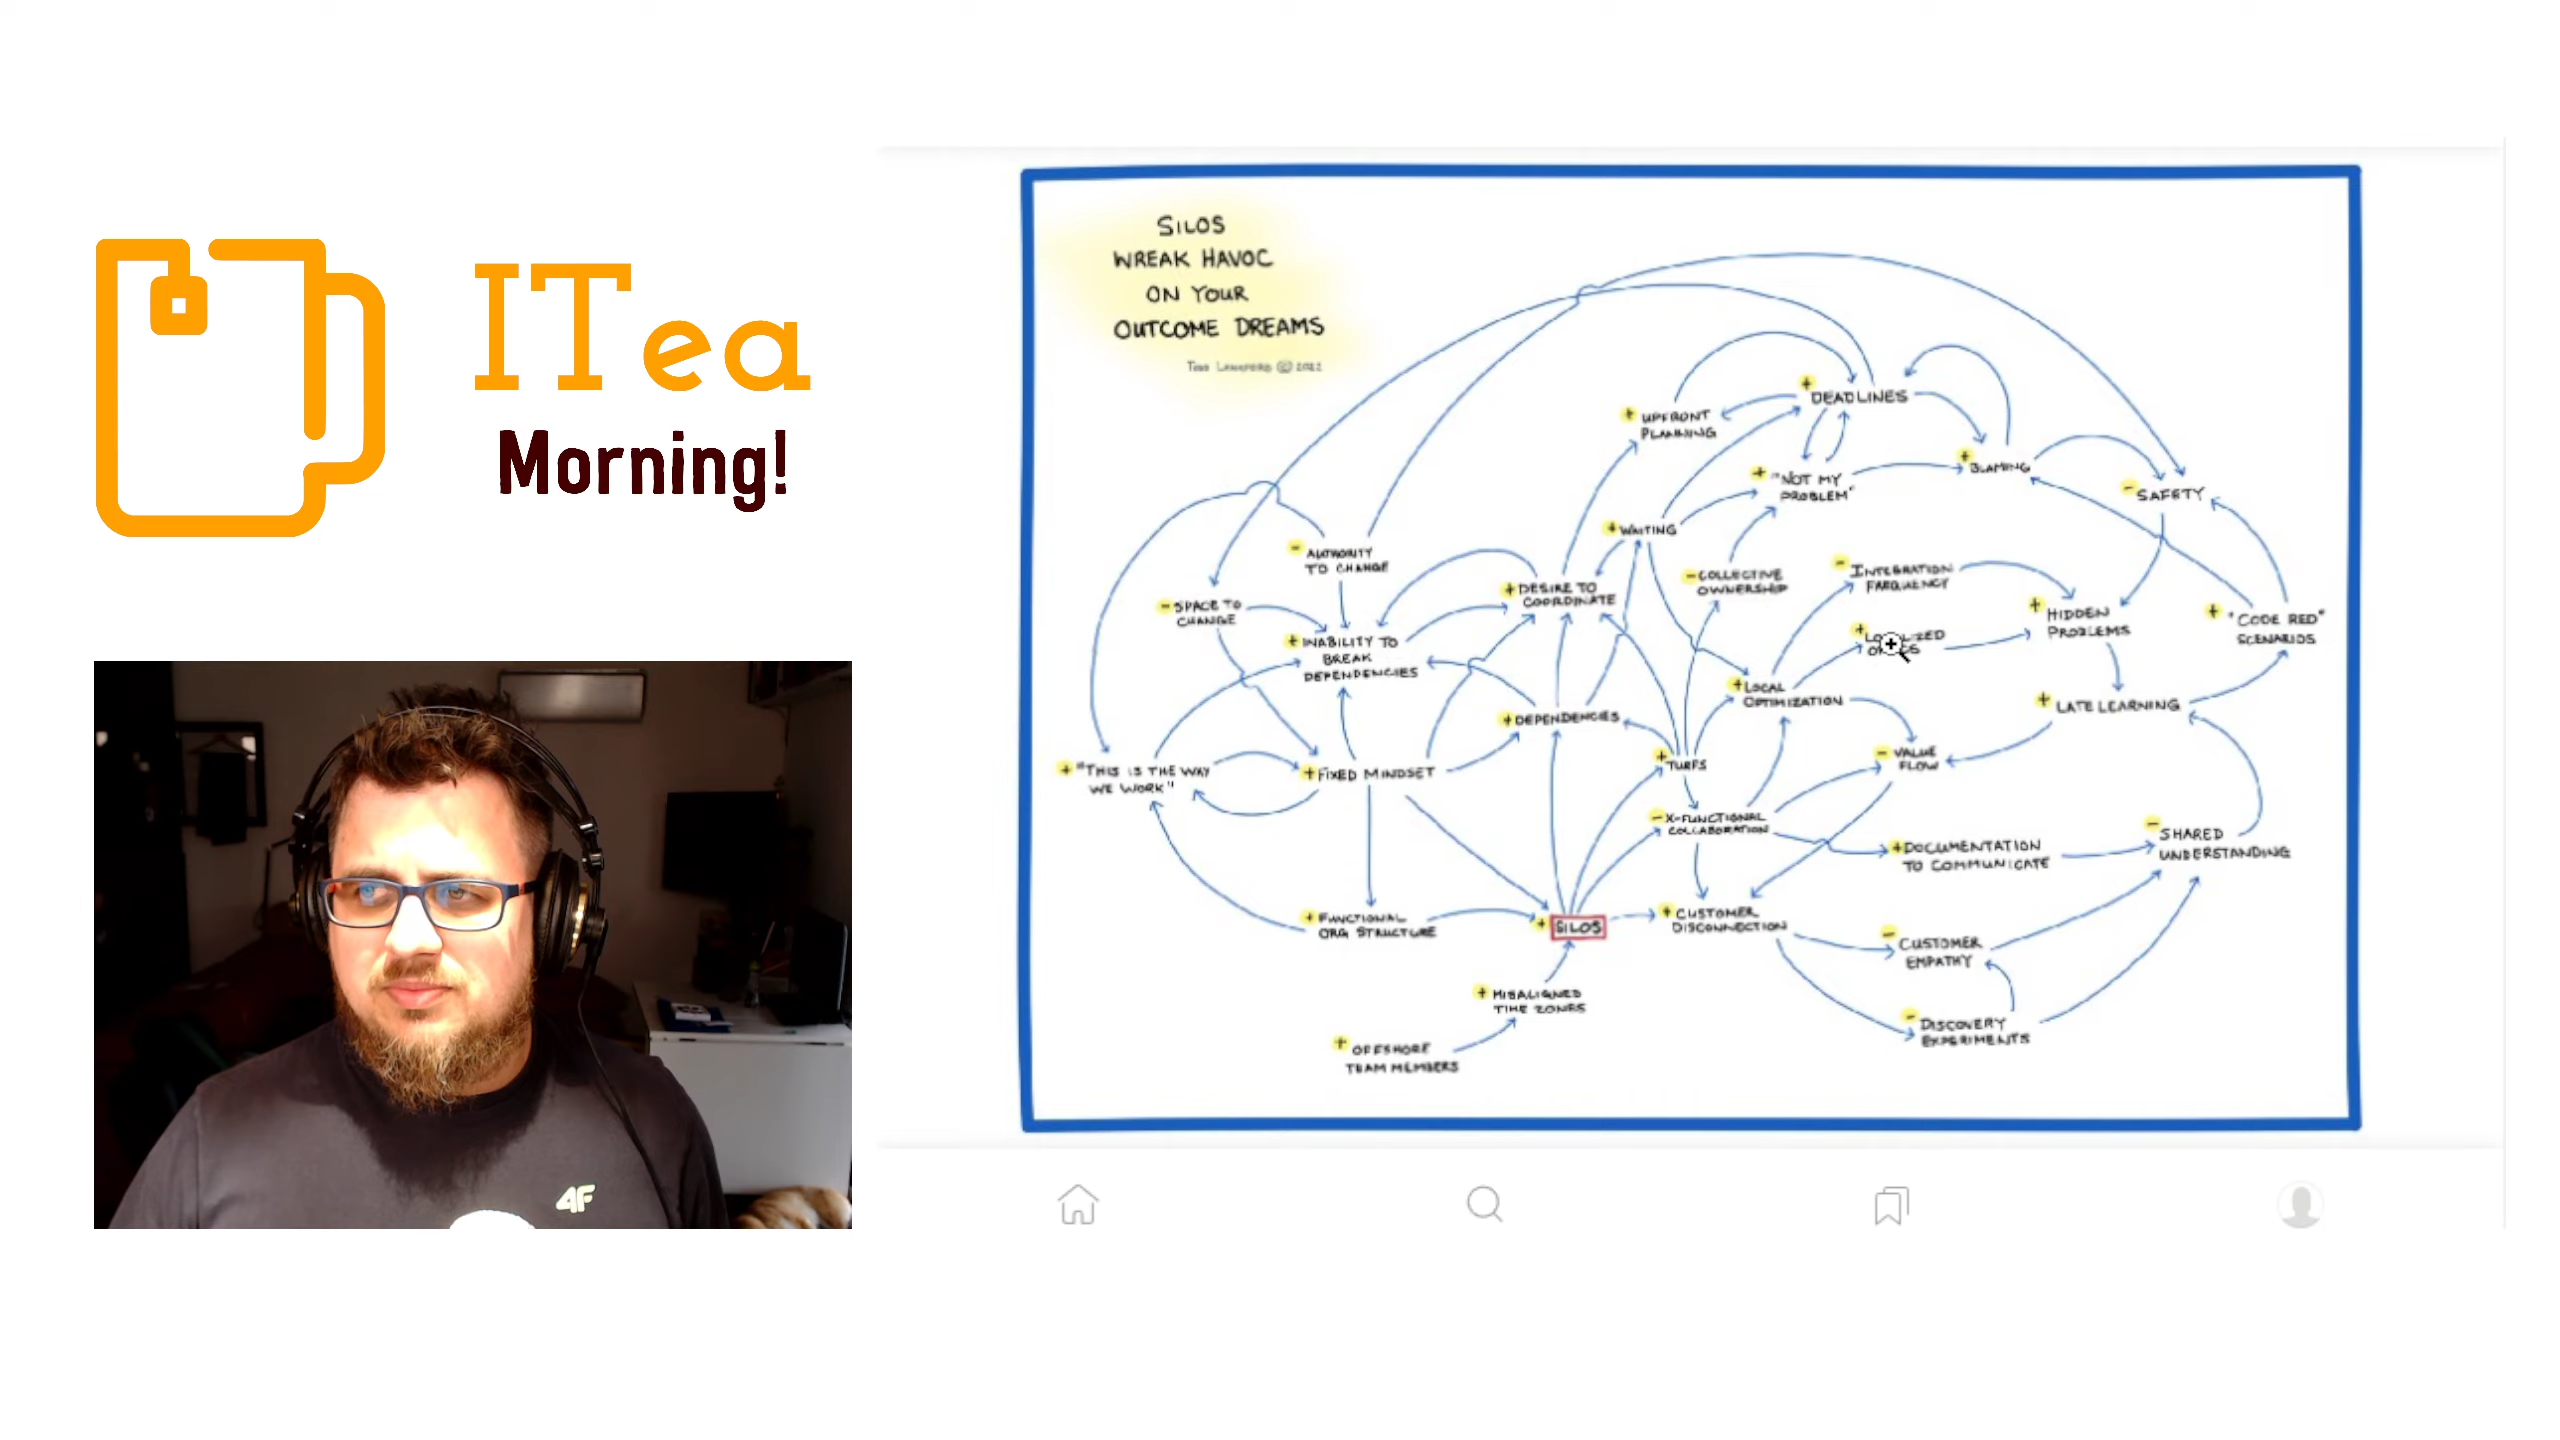 ITea
Morning!
SILOS
WREAK HAVOC
ON YOUR
OUTCOME DREAMS
© 2022
+ DEADLINES
+ UPFRONT
PLANNING
+ BLAMING
+ "NOT MY
PROBLEM"
- SAFETY
+ WAITING
- AUTHORITY
TO CHANGE
- SPACE TO
CHANGE
+ DESIRE TO
COORDINATE
- COLLECTIVE
OWNERSHIP
- INTEGRATION
FREQUENCY
+ HIDDEN
PROBLEMS
+ "CODE RED"
SCENARIOS
+ INABILITY TO
BREAK
DEPENDENCIES
+ LOCAL
OPTIMIZATION
+ LATE LEARNING
+ DEPENDENCIES
+ TURFS
- VALUE
FLOW
+ "THIS IS THE WAY
WE WORK"
+ FIXED MINDSET
- X-FUNCTIONAL
COLLABORATION
+ DOCUMENTATION
TO COMMUNICATE
- SHARED
UNDERSTANDING
+ FUNCTIONAL
ORG STRUCTURE
+ SILOS
+ CUSTOMER
DISCONNECTION
- CUSTOMER
EMPATHY
+ MISALIGNED
TIME ZONES
- DISCOVERY
EXPERIMENTS
+ OFFSHORE
TEAM MEMBERS
4F